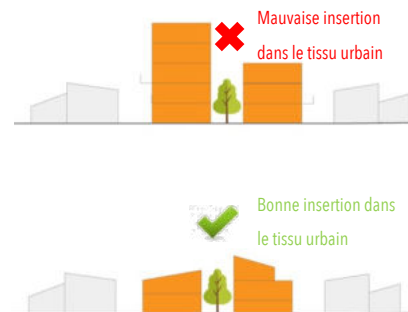 Mauvaise insertion
dans le tissu urbain
Bonne insertion dans
le tissu urbain